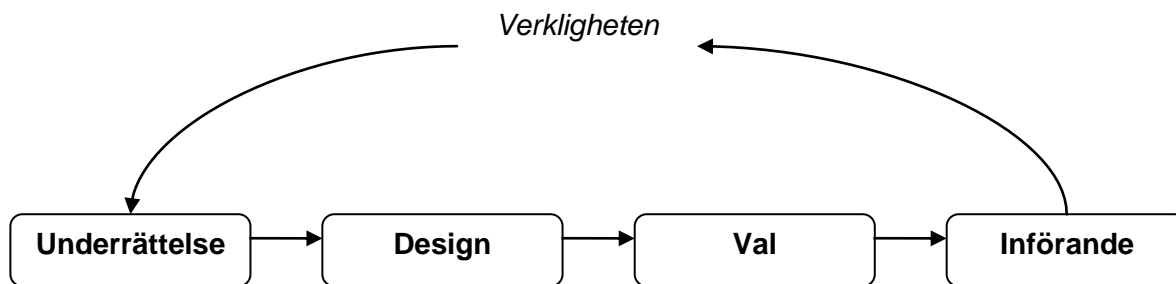 Verkligheten
Underrättelse
Design
Val
Införande